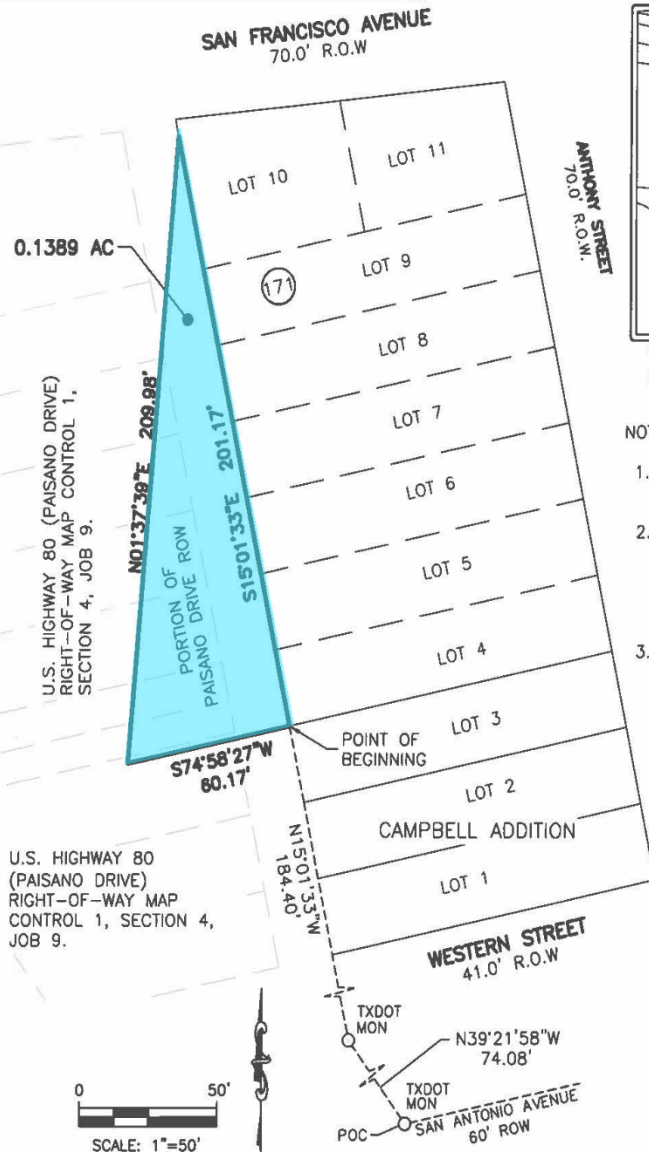 SAN FRANCISCO AVENUE
70.0' R.O.W
ANTHONY STREET
70.0' R.O.W.
LOT 10
LOT 11
0.1389 AC
171
LOT 9
LOT 8
LOT 7
LOT 6
LOT 5
LOT 4
LOT 3
LOT 2
LOT 1
CAMPBELL ADDITION
U.S. HIGHWAY 80 (PAISANO DRIVE)
RIGHT-OF-WAY MAP CONTROL 1,
SECTION 4, JOB 9.
N01°37'39"E 209.98'
S15°01'33"E 201.17'
PORTION OF
PAISANO DRIVE ROW
NOT
1.
2.
3.
S74°58'27"W
60.17'
POINT OF
BEGINNING
N15°01'33"W
184.40'
U.S. HIGHWAY 80
(PAISANO DRIVE)
RIGHT-OF-WAY MAP
CONTROL 1, SECTION 4,
JOB 9.
WESTERN STREET
41.0' R.O.W
TXDOT
MON
N39°21'58"W
74.08'
TXDOT
MON
POC
SAN ANTONIO AVENUE
60' ROW
0 50'
SCALE: 1"=50'